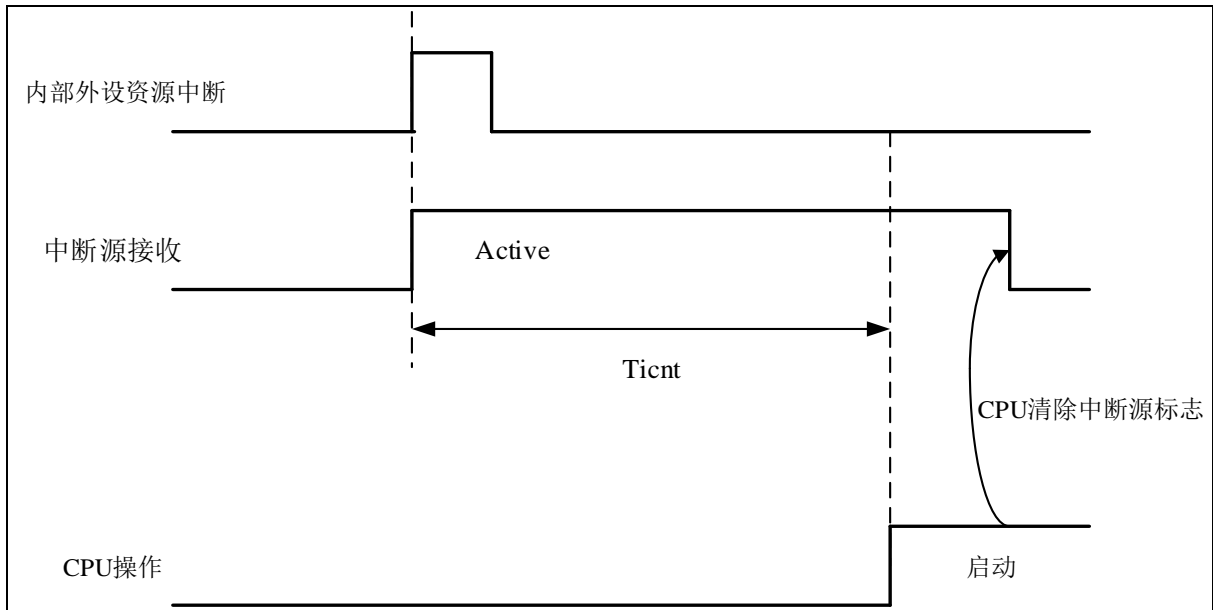 内部外设资源中断
中断源接收
Active
Ticnt
CPU清除中断源标志
CPU操作
启动